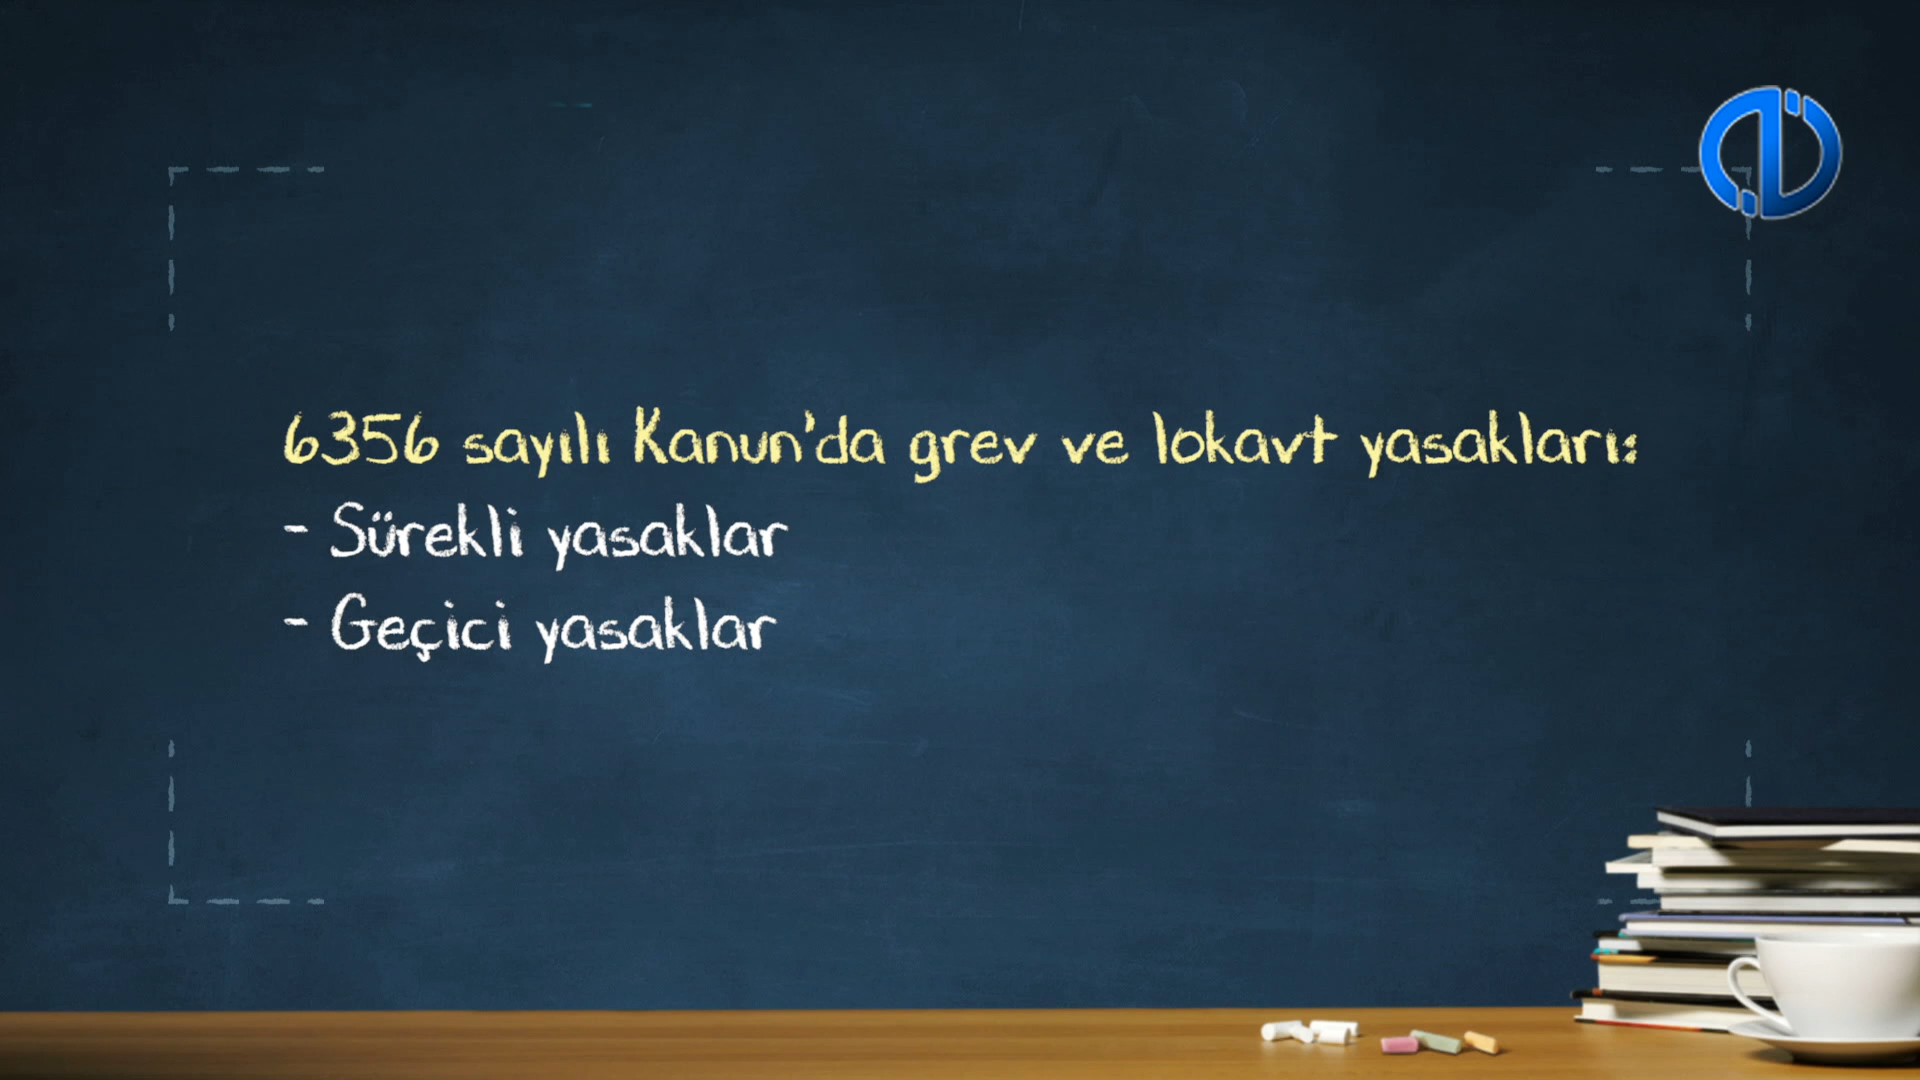 6356 sayılı Kanun'da grev ve lokavt yasakları:
- Sürekli yasaklar
- Geçici yasaklar